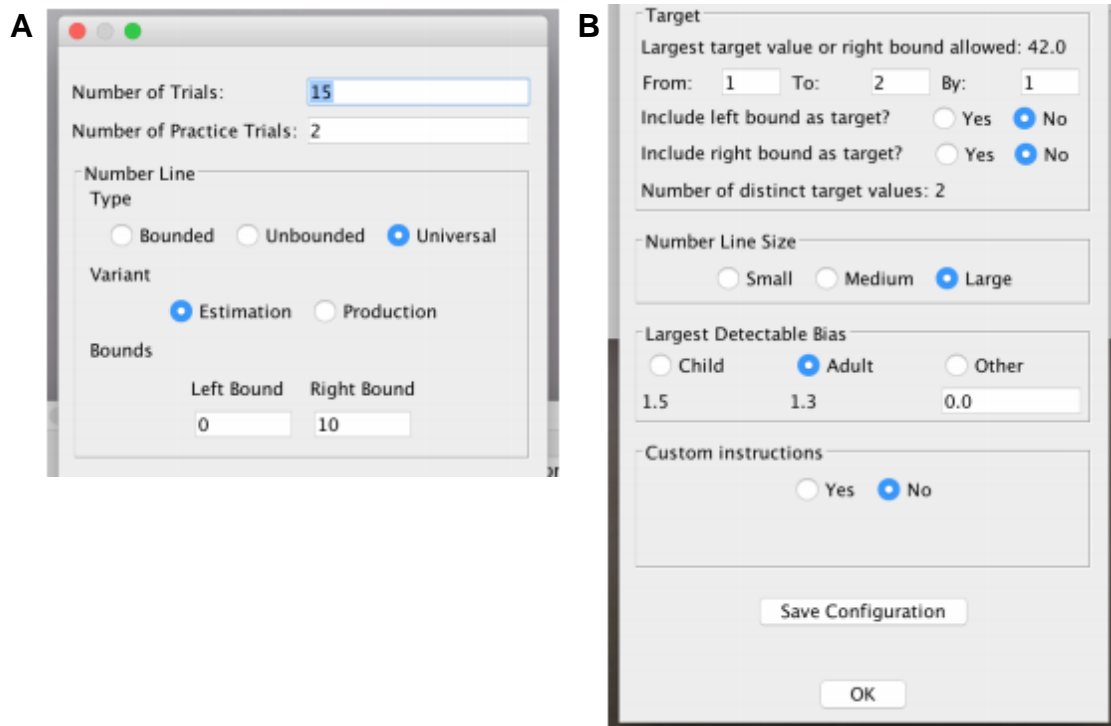 A
Number of Trials: 15
Number of Practice Trials: 2
Number Line
Type
Bounded Unbounded Universal
Variant
Estimation Production
Bounds
Left Bound Right Bound
0 10
B
Target
Largest target value or right bound allowed: 42.0
From: 1 To: 2 By: 1
Include left bound as target? Yes No
Include right bound as target? Yes No
Number of distinct target values: 2
Number Line Size
Small Medium Large
Largest Detectable Bias
Child Adult Other
1.5 1.3 0.0
Custom instructions
Yes No
Save Configuration
OK